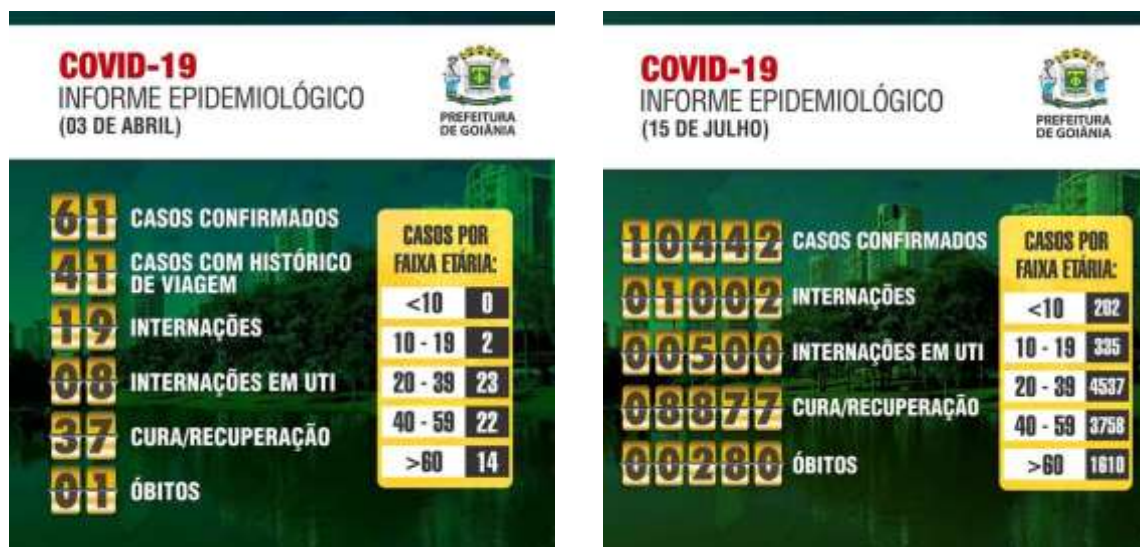 COVID-19
INFORME EPIDEMIOLÓGICO
(03 DE ABRIL)
PREFEITURA
DE GOIÂNIA
61 CASOS CONFIRMADOS
41 CASOS COM HISTÓRICO
DE VIAGEM
19 INTERNAÇÕES
08 INTERNAÇÕES EM UTI
37 CURA/RECUPERAÇÃO
01 ÓBITOS
CASOS POR
FAIXA ETÁRIA:
<10 0
10 - 19 2
20 - 39 23
40 - 59 22
>60 14
COVID-19
INFORME EPIDEMIOLÓGICO
(15 DE JULHO)
PREFEITURA
DE GOIÂNIA
10442 CASOS CONFIRMADOS
01002 INTERNAÇÕES
00500 INTERNAÇÕES EM UTI
08877 CURA/RECUPERAÇÃO
00280 ÓBITOS
CASOS POR
FAIXA ETÁRIA:
<10 202
10 - 19 335
20 - 39 4537
40 - 59 3758
>60 1610